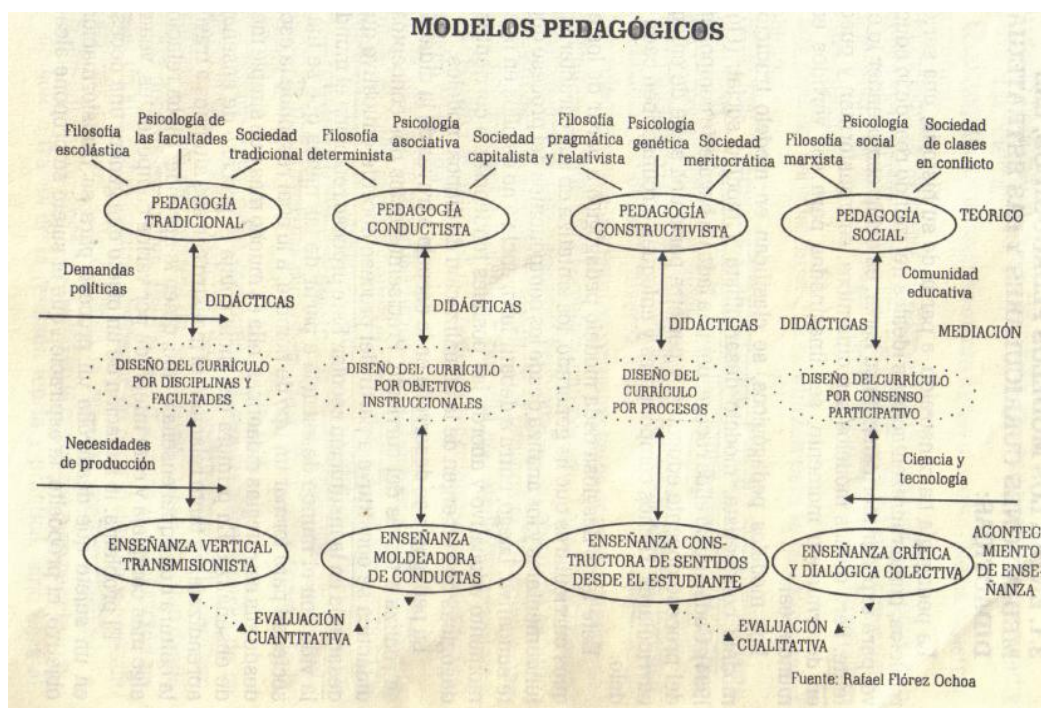 MODELOS PEDAGÓGICOS
Filosofía
escolástica
Psicología de
las facultades
Sociedad
tradicional
Filosofía
determinista
Psicología
asociativa
Sociedad
capitalista
Filosofía
pragmática
y relativista
Psicología
genética
Sociedad
meritocrática
Filosofía
marxista
Psicología
social
Sociedad
de clases
en conflicto
PEDAGOGÍA
TRADICIONAL
PEDAGOGÍA
CONDUCTISTA
PEDAGOGÍA
CONSTRUCTIVISTA
PEDAGOGÍA
SOCIAL
TEÓRICO
Demandas
políticas
DIDÁCTICAS
DIDÁCTICAS
DIDÁCTICAS
DIDÁCTICAS
Comunidad
educativa
MEDIACIÓN
DISEÑO DEL CURRÍCULO
POR DISCIPLINAS Y
FACULTADES
DISEÑO DEL CURRÍCULO
POR OBJETIVOS
INSTRUCCIONALES
DISEÑO DEL
CURRÍCULO
POR PROCESOS
DISEÑO DELCURRÍCULO
POR CONSENSO
PARTICIPATIVO
Necesidades
de producción
Ciencia y
tecnología
ENSEÑANZA VERTICAL
TRANSMISIONISTA
ENSEÑANZA
MOLDEADORA
DE CONDUCTAS
ENSEÑANZA CONS-
TRUCTORA DE SENTIDOS
DESDE EL ESTUDIANTE
ENSEÑANZA CRÍTICA
Y DIALÓGICA COLECTIVA
ACONTEC
MIENTO
DE ENSE-
ÑANZA
EVALUACIÓN
CUANTITATIVA
EVALUACIÓN
CUALITATIVA
Fuente: Rafael Flórez Ochoa